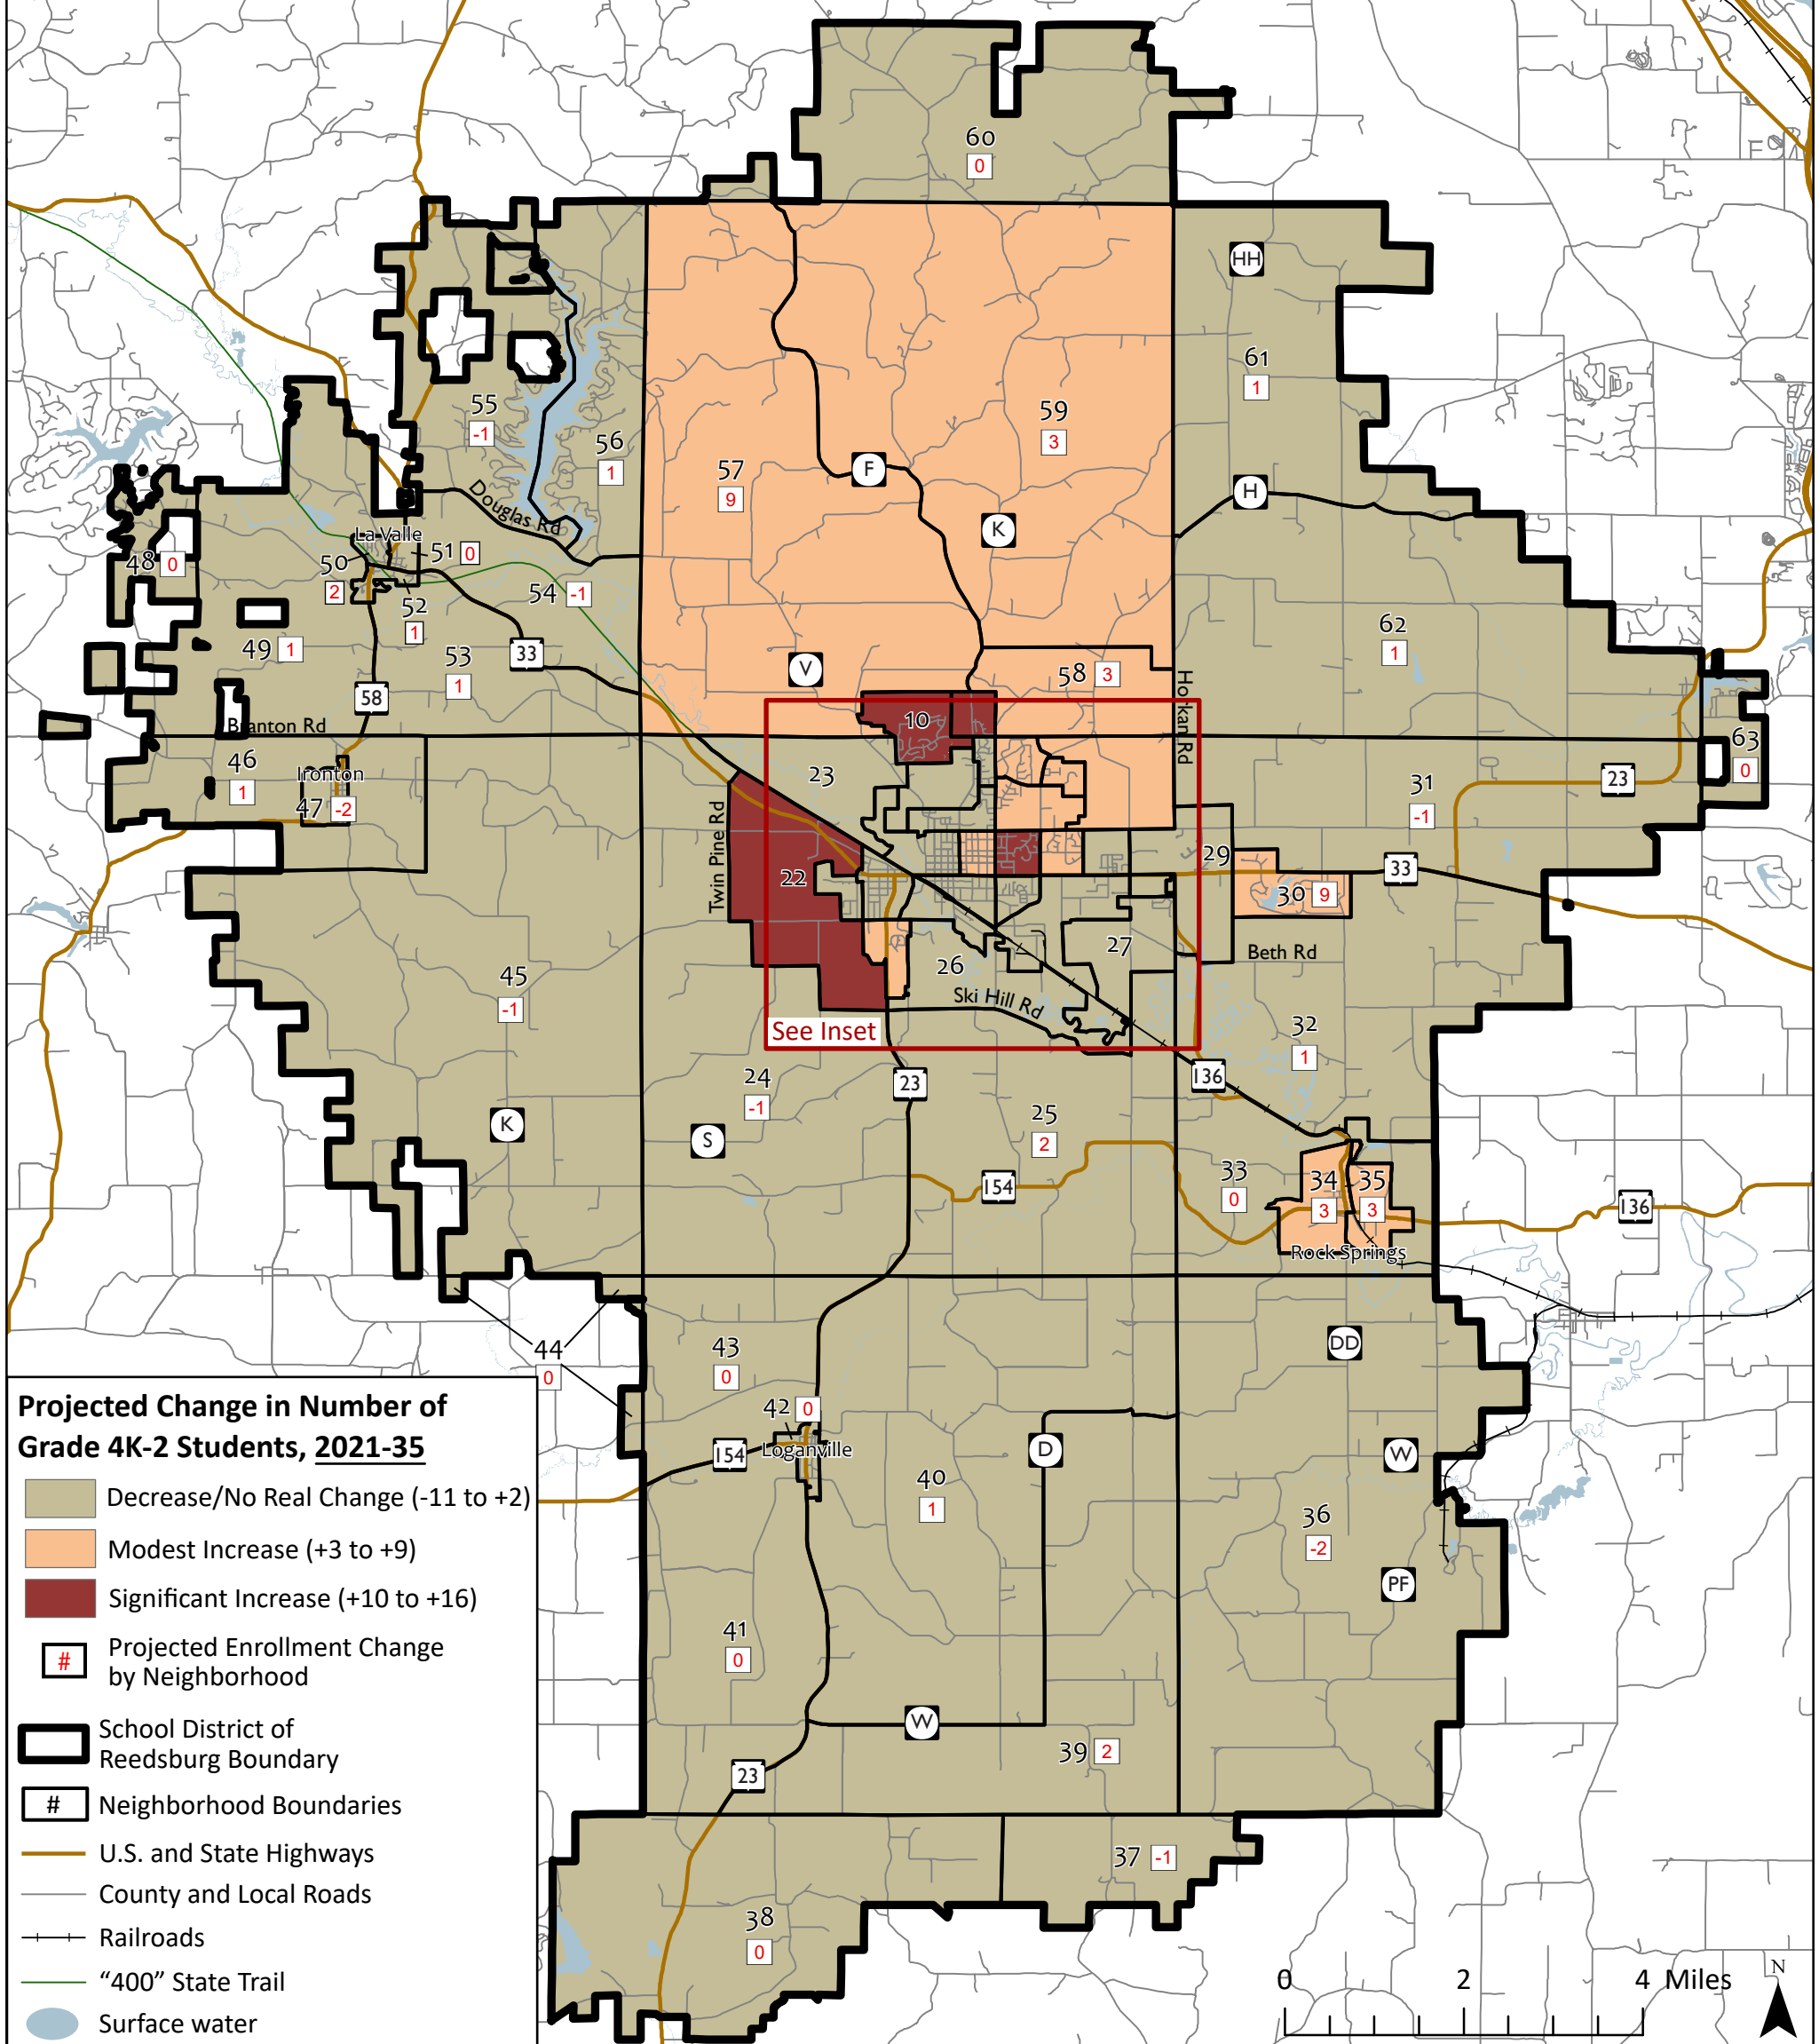 60
0
HH
61
1
55
-1
59
3
56
1
57
9
F
H
Douglas Rd
K
La Valle
48
0
50
2
51
0
54
-1
52
1
62
1
49
1
53
1
33
V
58
3
58
Hookan Rd
Branton Rd
10
63
0
46
1
Ironton
47
-2
23
31
-1
23
Twin Pine Rd
22
29
33
30
9
27
Beth Rd
26
45
-1
Ski Hill Rd
See Inset
32
1
24
-1
23
136
25
2
K
S
154
33
0
34
3
35
3
136
Rock Springs
44
0
43
0
DD
42
0
154
Loganville
D
W
40
1
36
-2
PF
41
0
W
39
2
23
37
-1
38
0
Projected Change in Number of
Grade 4K-2 Students, 2021-35
Decrease/No Real Change (-11 to +2)
Modest Increase (+3 to +9)
Significant Increase (+10 to +16)
#
Projected Enrollment Change
by Neighborhood
School District of
Reedsburg Boundary
#
Neighborhood Boundaries
U.S. and State Highways
County and Local Roads
Railroads
“400” State Trail
Surface water
0 2 4 Miles
N